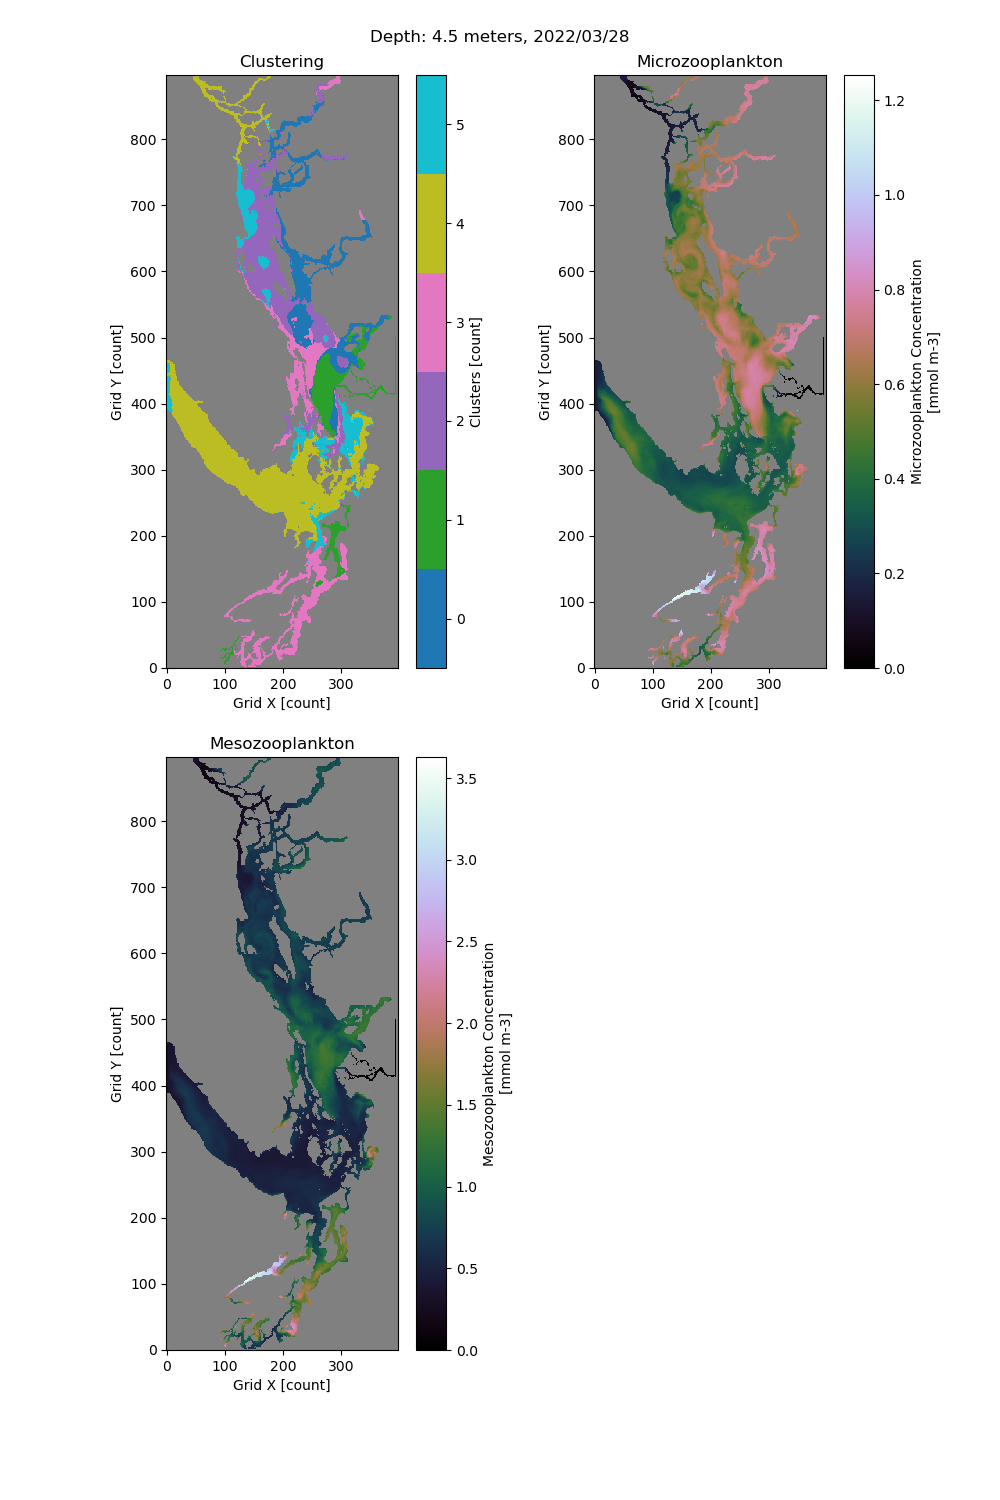 Depth: 4.5 meters, 2022/03/28
Clustering
800
700
600
500
400
300
200
100
0
0 100 200 300
Grid X [count]
Grid Y [count]
5
4
3
2
1
0
Clusters [count]
Microzooplankton
800
700
600
500
400
300
200
100
0
0 100 200 300
Grid X [count]
Grid Y [count]
1.2
1.0
0.8
0.6
0.4
0.2
0.0
Microzooplankton Concentration
[mmol m-3]
Mesozooplankton
800
700
600
500
400
300
200
100
0
0 100 200 300
Grid X [count]
Grid Y [count]
3.5
3.0
2.5
2.0
1.5
1.0
0.5
0.0
Mesozooplankton Concentration
[mmol m-3]